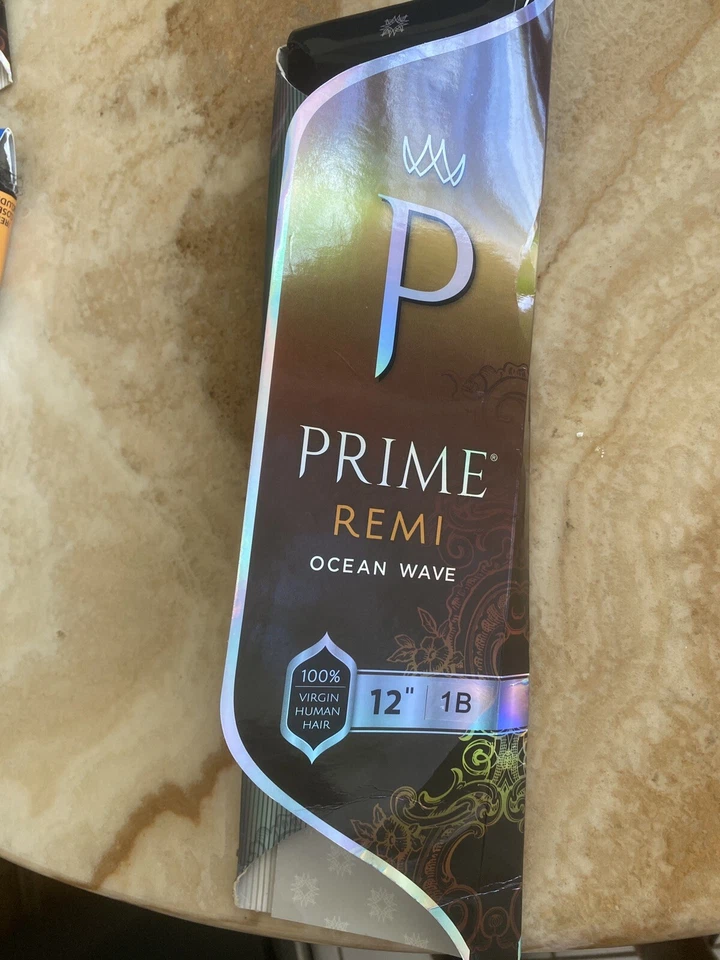 P
PRIME®
REMI
OCEAN WAVE
100%
VIRGIN
HUMAN
HAIR
12"
1B